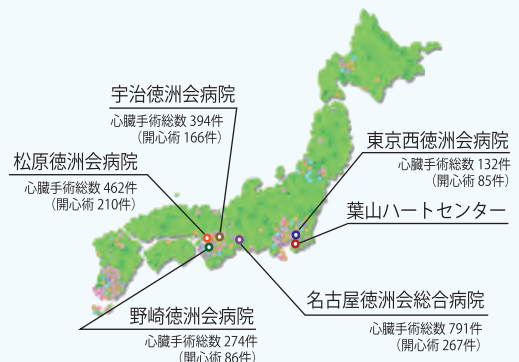 宇治徳洲会病院
心臓手術総数 394件
（開心術 166件）
松原徳洲会病院
心臓手術総数 462件
（開心術 210件）
東京西徳洲会病院
心臓手術総数 132件
（開心術 85件）
葉山ハートセンター
名古屋徳洲会総合病院
心臓手術総数 791件
（開心術 267件）
野崎徳洲会病院
心臓手術総数 274件
（開心術 86件）